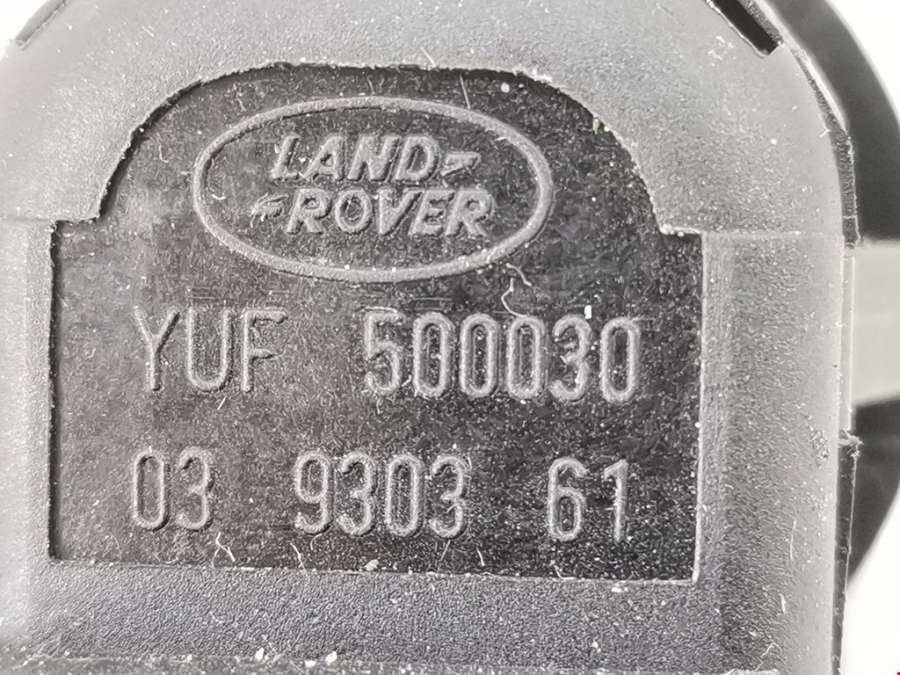 LAND
ROVER
YUF 500030
03 9303 61